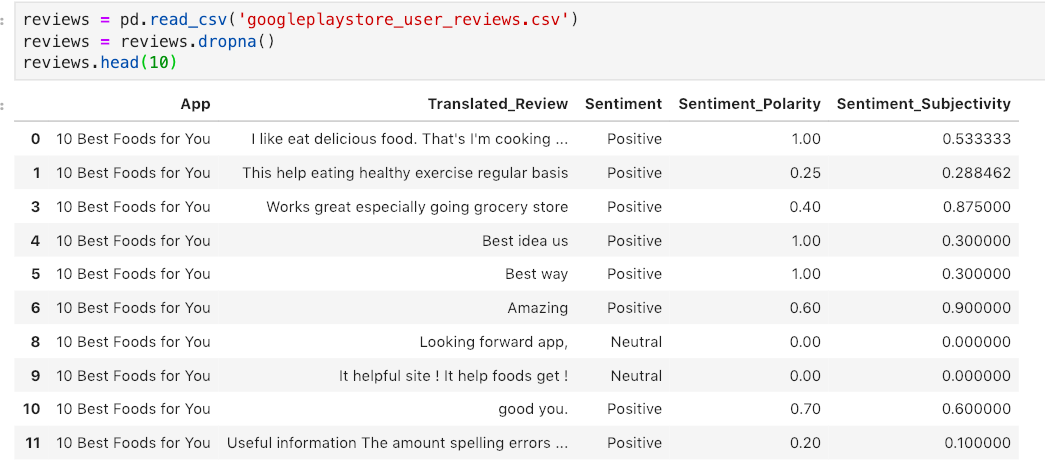 reviews = pd.read_csv('googleplaystore_user_reviews.csv')
reviews = reviews.dropna()
reviews.head(10)
App Translated_Review Sentiment Sentiment_Polarity Sentiment_Subjectivity
0 10 Best Foods for You I like eat delicious food. That's I'm cooking ... Positive 1.00 0.533333
1 10 Best Foods for You This help eating healthy exercise regular basis Positive 0.25 0.288462
3 10 Best Foods for You Works great especially going grocery store Positive 0.40 0.875000
4 10 Best Foods for You Best idea us Positive 1.00 0.300000
5 10 Best Foods for You Best way Positive 1.00 0.300000
6 10 Best Foods for You Amazing Positive 0.60 0.900000
8 10 Best Foods for You Looking forward app, Neutral 0.00 0.000000
9 10 Best Foods for You It helpful site ! It help foods get ! Neutral 0.00 0.000000
10 10 Best Foods for You good you. Positive 0.70 0.600000
11 10 Best Foods for You Useful information The amount spelling errors ... Positive 0.20 0.100000